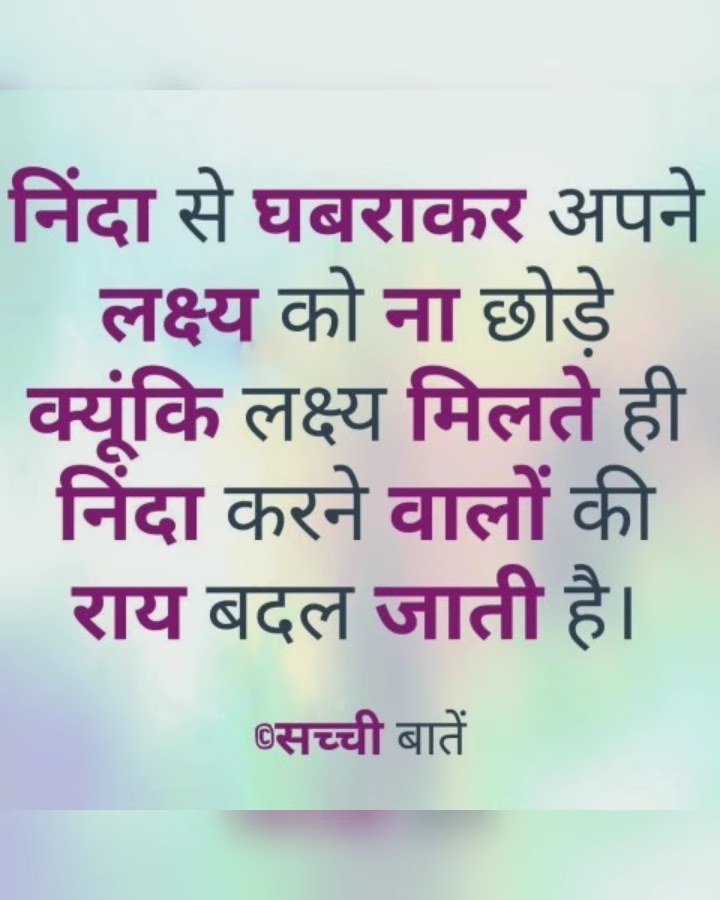 निंदा से घबराकर अपने
लक्ष्य को ना छोड़े
क्यूंकि लक्ष्य मिलते ही
निंदा करने वालों की
राय बदल जाती है।
©सच्ची बातें